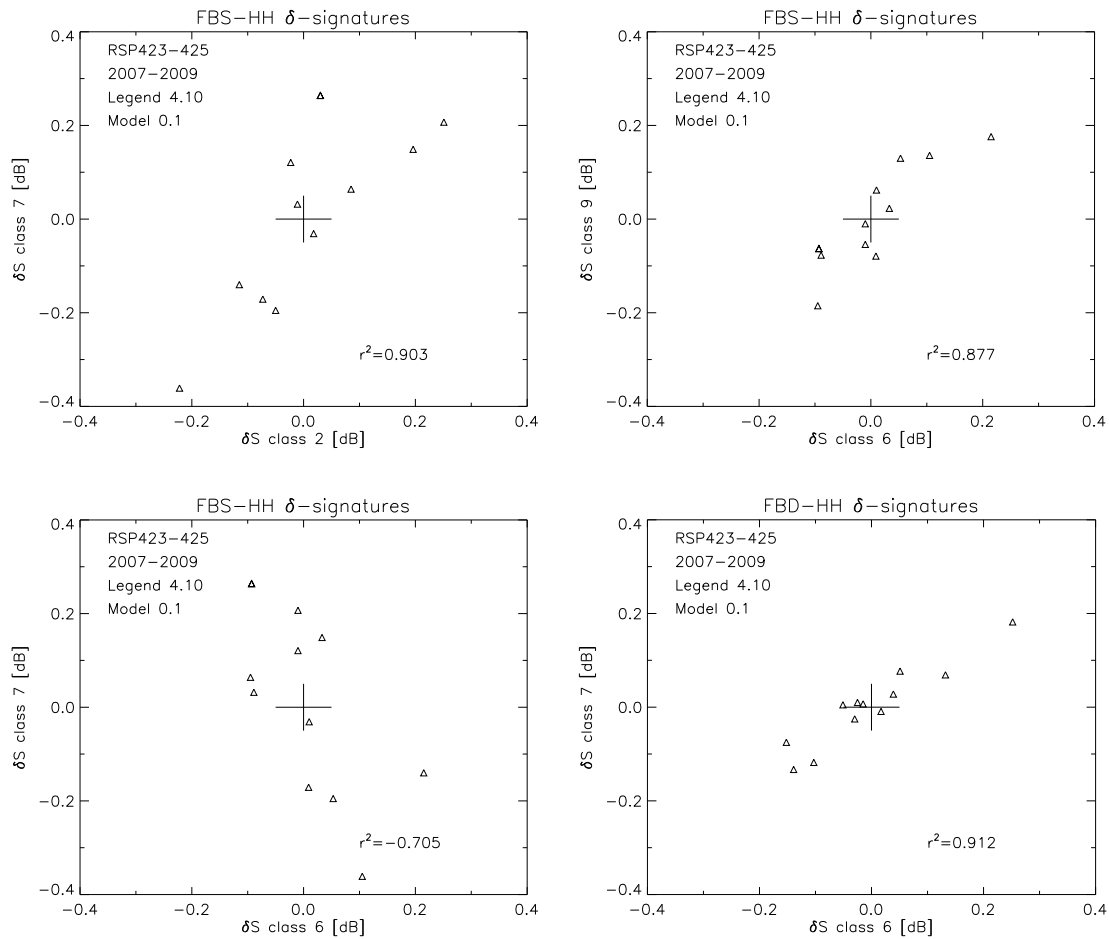 FBS-HH δ-signatures
RSP423-425
2007-2009
Legend 4.10
Model 0.1
r²=0.903
0.4
0.2
0.0
-0.2
-0.4
δS class 7 [dB]
-0.4 -0.2 0.0 0.2 0.4
δS class 2 [dB]
FBS-HH δ-signatures
RSP423-425
2007-2009
Legend 4.10
Model 0.1
r²=0.877
0.4
0.2
0.0
-0.2
-0.4
δS class 9 [dB]
-0.4 -0.2 0.0 0.2 0.4
δS class 6 [dB]
FBS-HH δ-signatures
RSP423-425
2007-2009
Legend 4.10
Model 0.1
r²=-0.705
0.4
0.2
0.0
-0.2
-0.4
δS class 7 [dB]
-0.4 -0.2 0.0 0.2 0.4
δS class 6 [dB]
FBD-HH δ-signatures
RSP423-425
2007-2009
Legend 4.10
Model 0.1
r²=0.912
0.4
0.2
0.0
-0.2
-0.4
δS class 7 [dB]
-0.4 -0.2 0.0 0.2 0.4
δS class 6 [dB]